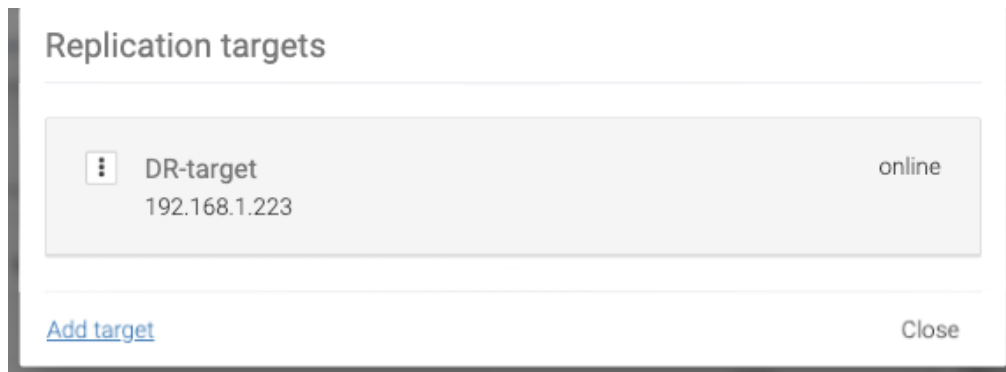 Replication targets
DR-target
online
192.168.1.223
Add target
Close